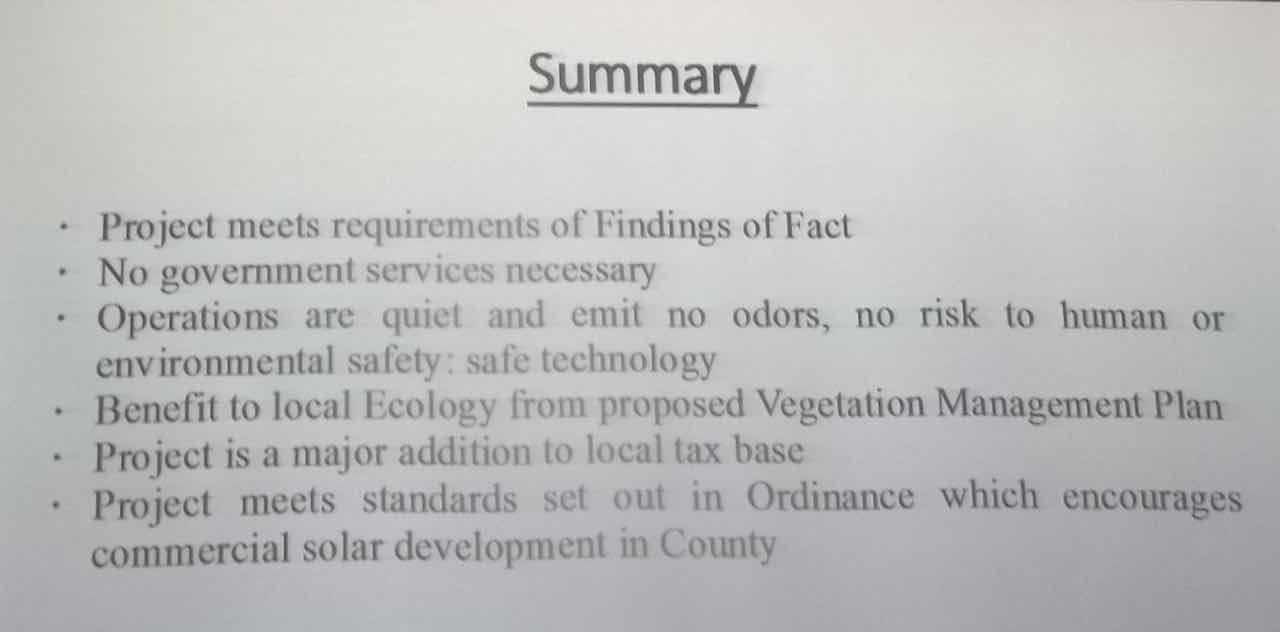 Summary
· Project meets requirements of Findings of Fact
· No government services necessary
· Operations are quiet and emit no odors, no risk to human or
environmental safety: safe technology
· Benefit to local Ecology from proposed Vegetation Management Plan
· Project is a major addition to local tax base
· Project meets standards set out in Ordinance which encourages
commercial solar development in County